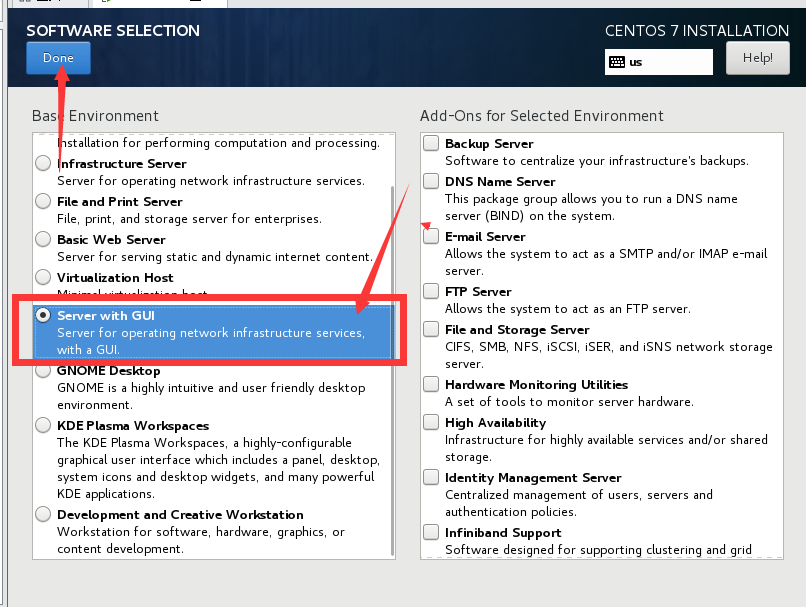 SOFTWARE SELECTION
CENTOS 7 INSTALLATION
Done
us
Help!
Base Environment
Installation for performing computation and processing.
Infrastructure Server
Server for operating network infrastructure services.
File and Print Server
File, print, and storage server for enterprises.
Basic Web Server
Server for serving static and dynamic internet content.
Virtualization Host
Minimal virtualization host.
Server with GUI
Server for operating network infrastructure services,
with a GUI.
GNOME Desktop
GNOME is a highly intuitive and user friendly desktop
environment.
KDE Plasma Workspaces
The KDE Plasma Workspaces, a highly-configurable
graphical user interface which includes a panel, desktop,
system icons and desktop widgets, and many powerful
KDE applications.
Development and Creative Workstation
Workstation for software, hardware, graphics, or
content development.
Add-Ons for Selected Environment
Backup Server
Software to centralize your infrastructure's backups.
DNS Name Server
This package group allows you to run a DNS name
server (BIND) on the system.
E-mail Server
Allows the system to act as a SMTP and/or IMAP e-mail
server.
FTP Server
Allows the system to act as an FTP server.
File and Storage Server
CIFS, SMB, NFS, iSCSI, iSER, and iSNS network storage
server.
Hardware Monitoring Utilities
A set of tools to monitor server hardware.
High Availability
Infrastructure for highly available services and/or shared
storage.
Identity Management Server
Centralized management of users, servers and
authentication policies.
Infiniband Support
Software designed for supporting clustering and grid